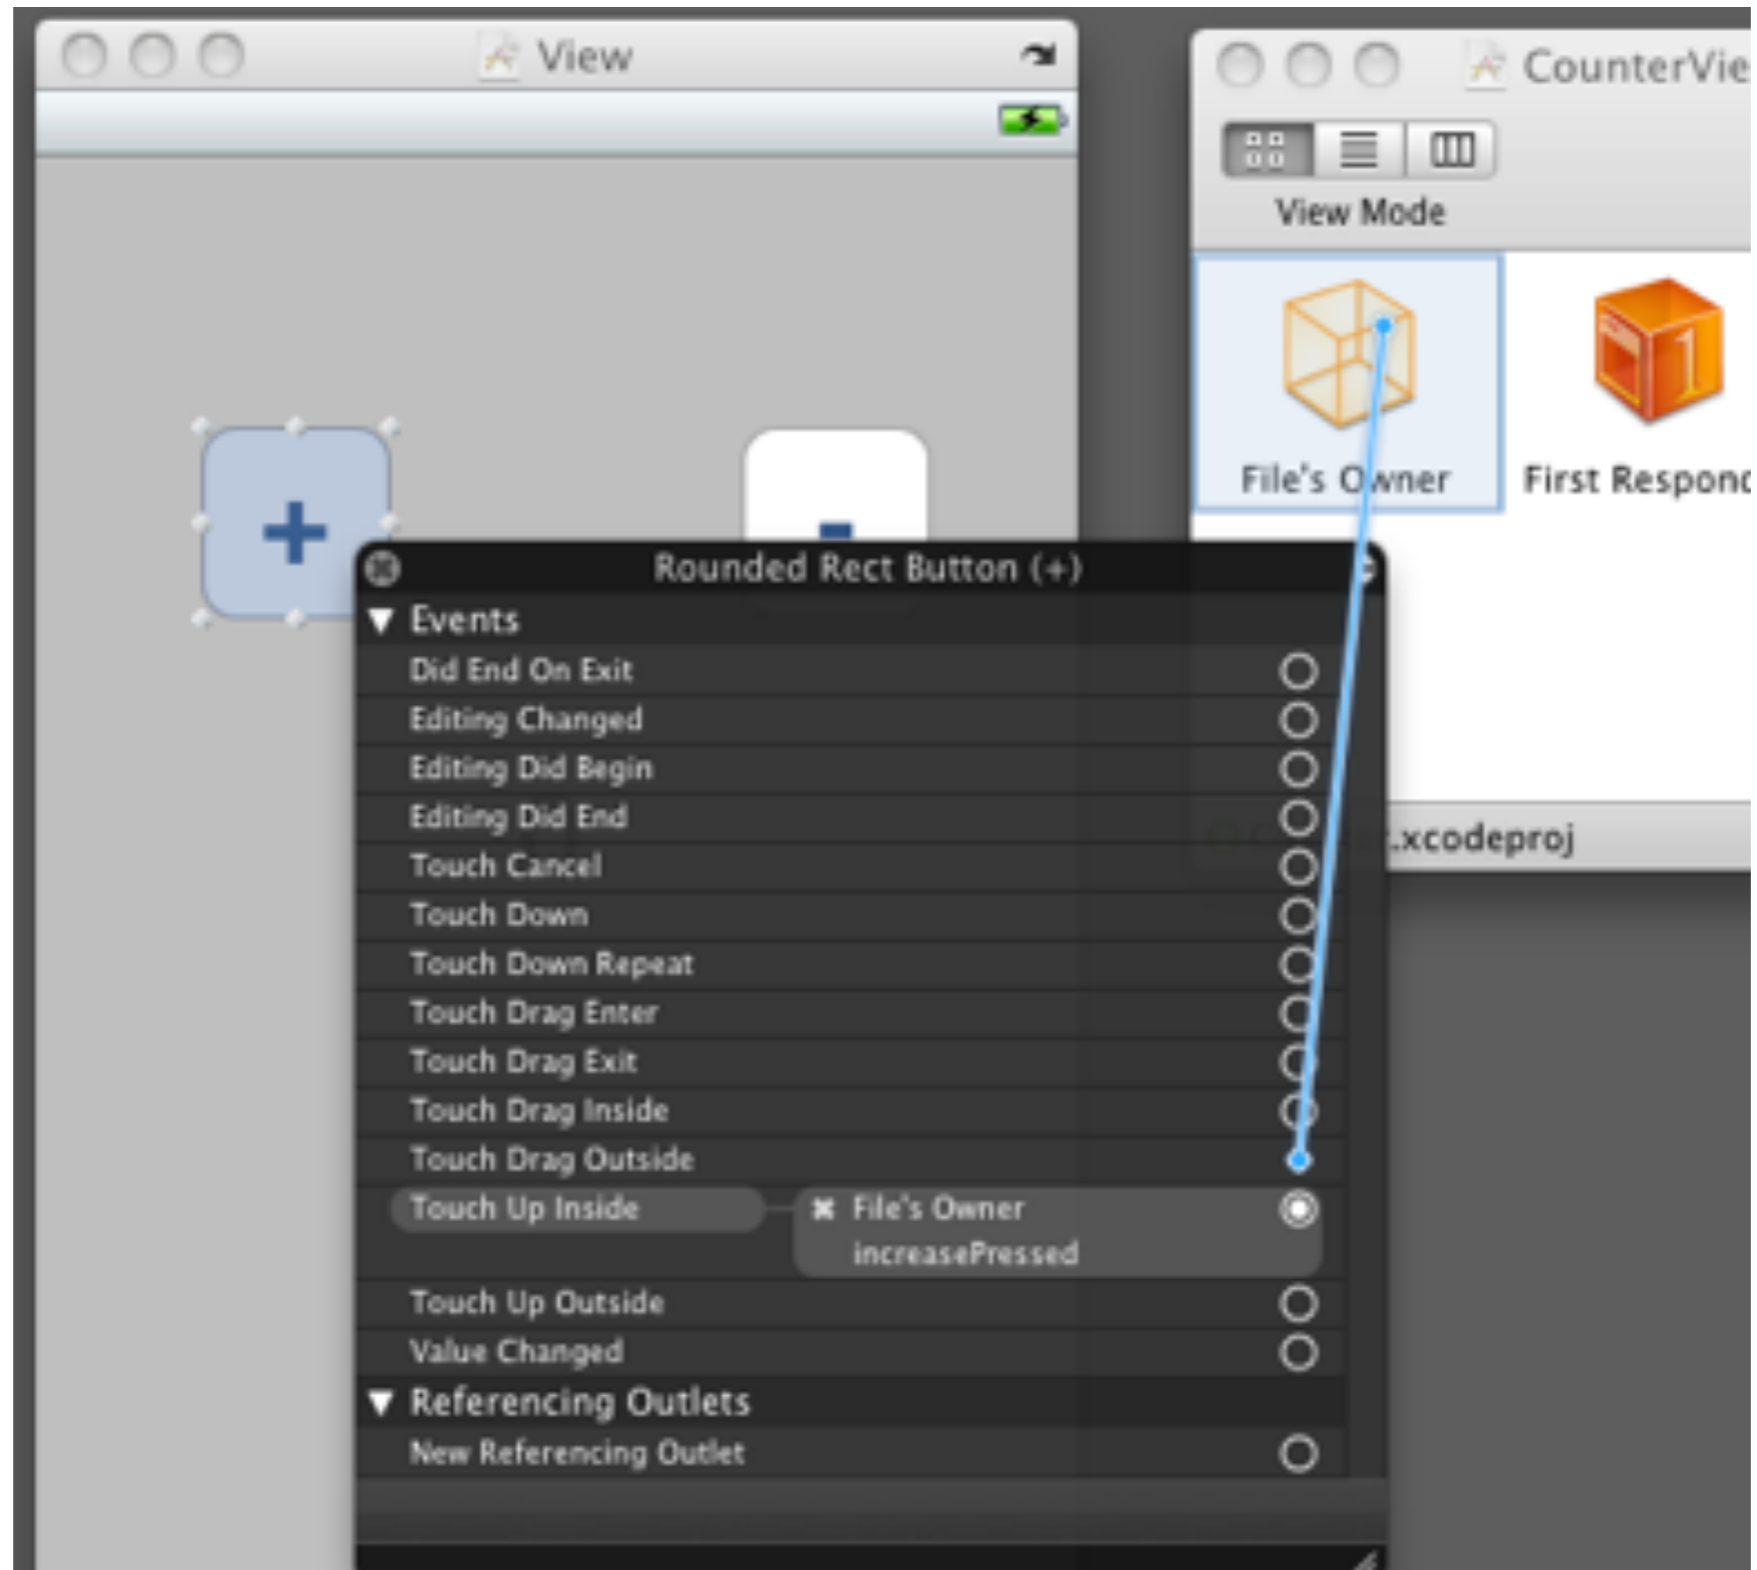 View
CounterVie
View Mode
File's Owner
First Respond
+
-
Rounded Rect Button (+)
Events
Did End On Exit
Editing Changed
Editing Did Begin
Editing Did End
.xcodeproj
Touch Cancel
Touch Down
Touch Down Repeat
Touch Drag Enter
Touch Drag Exit
Touch Drag Inside
Touch Drag Outside
Touch Up Inside
File's Owner
increasePressed
Touch Up Outside
Value Changed
Referencing Outlets
New Referencing Outlet